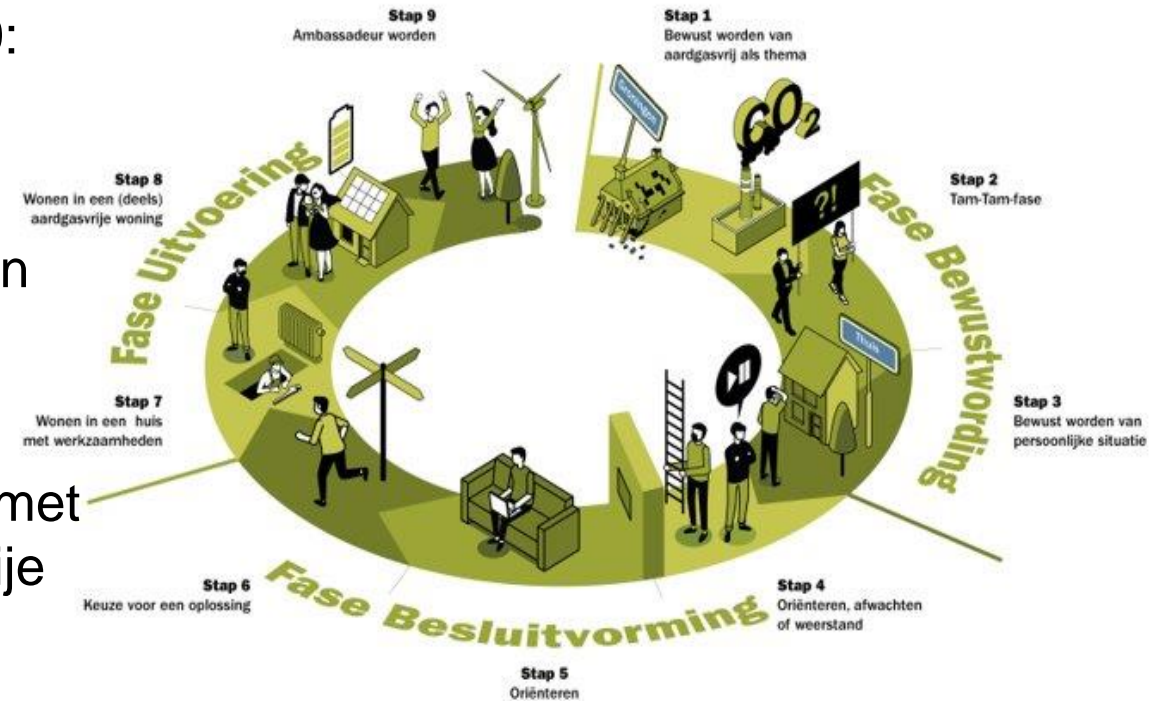 ):
n
met
ije
Stap 1
Bewust worden van
aardgasvrij als thema
Groningen
CO2
Stap 2
Tam-Tam-fase
?!
Fase Bewustwording
Thuis
Stap 3
Bewust worden van
persoonlijke situatie
Stap 4
Oriënteren, afwachten
of weerstand
Stap 5
Oriënteren
Fase Besluitvorming
Stap 6
Keuze voor een oplossing
Stap 7
Wonen in een huis
met werkzaamheden
Fase Uitvoering
Stap 8
Wonen in een (deels)
aardgasvrije woning
Stap 9
Ambassadeur worden